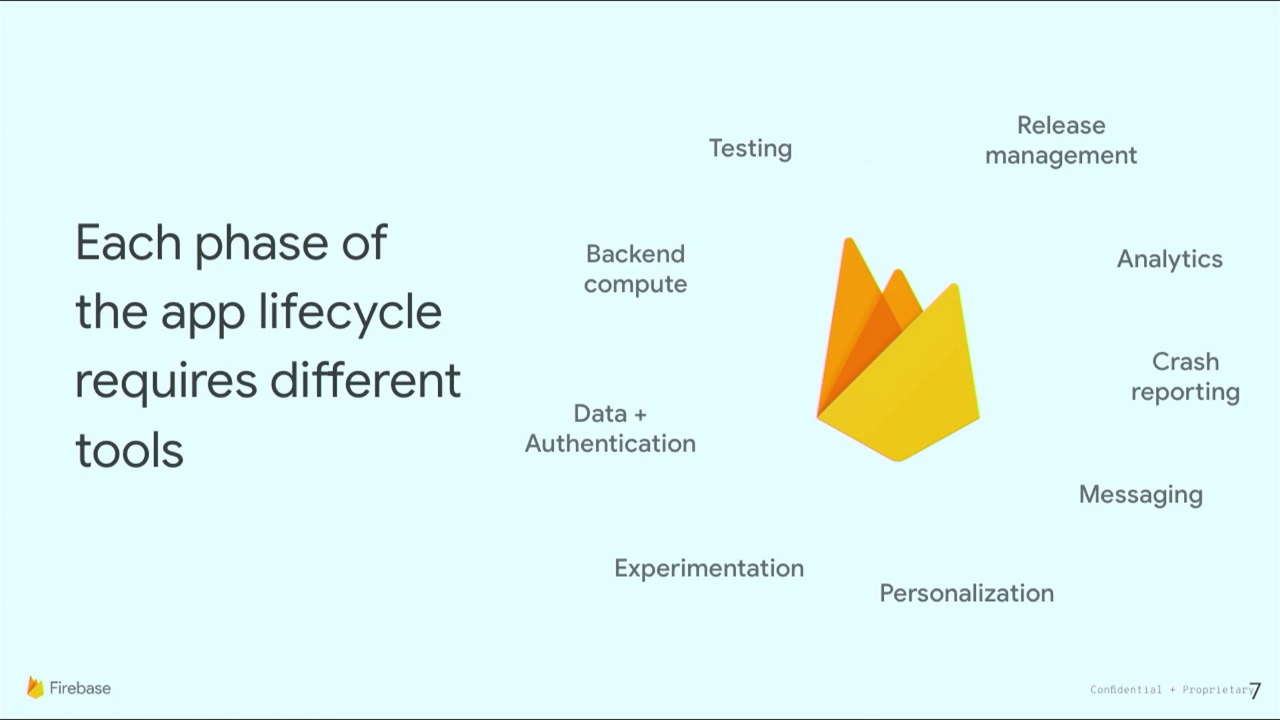 Each phase of
the app lifecycle
requires different
tools
Testing
Release
management
Backend
compute
Analytics
Crash
reporting
Data +
Authentication
Messaging
Experimentation
Personalization
Firebase
Confidential + Proprietary
7